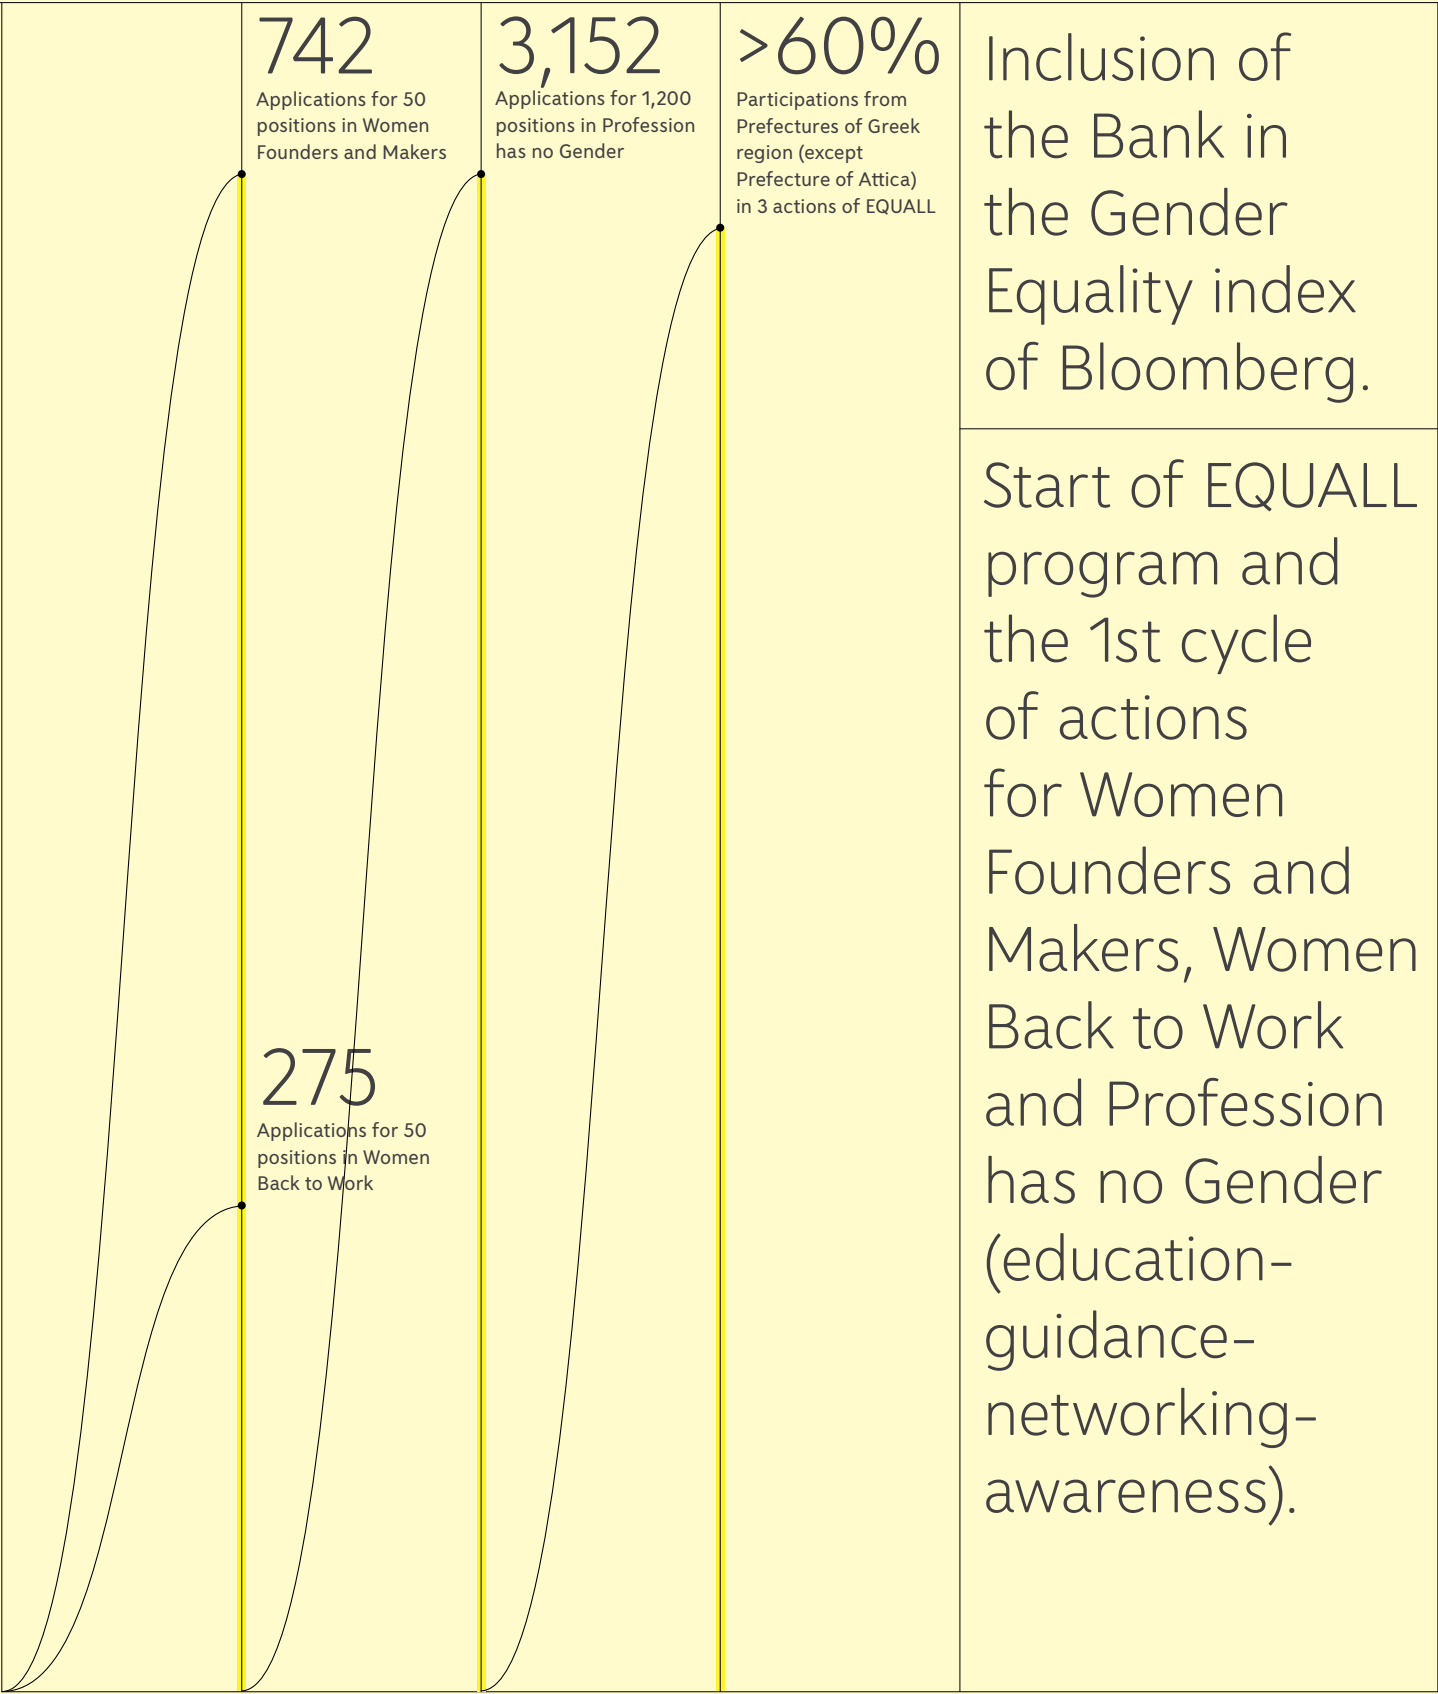 742
Applications for 50
positions in Women
Founders and Makers
275
Applications for 50
positions in Women
Back to Work
3,152
Applications for 1,200
positions in Profession
has no Gender
>60%
Participations from
Prefectures of Greek
region (except
Prefecture of Attica)
in 3 actions of EQUALL
Inclusion of
the Bank in
the Gender
Equality index
of Bloomberg.
Start of EQUALL
program and
the 1st cycle
of actions
for Women
Founders and
Makers, Women
Back to Work
and Profession
has no Gender
(education-
guidance-
networking-
awareness).